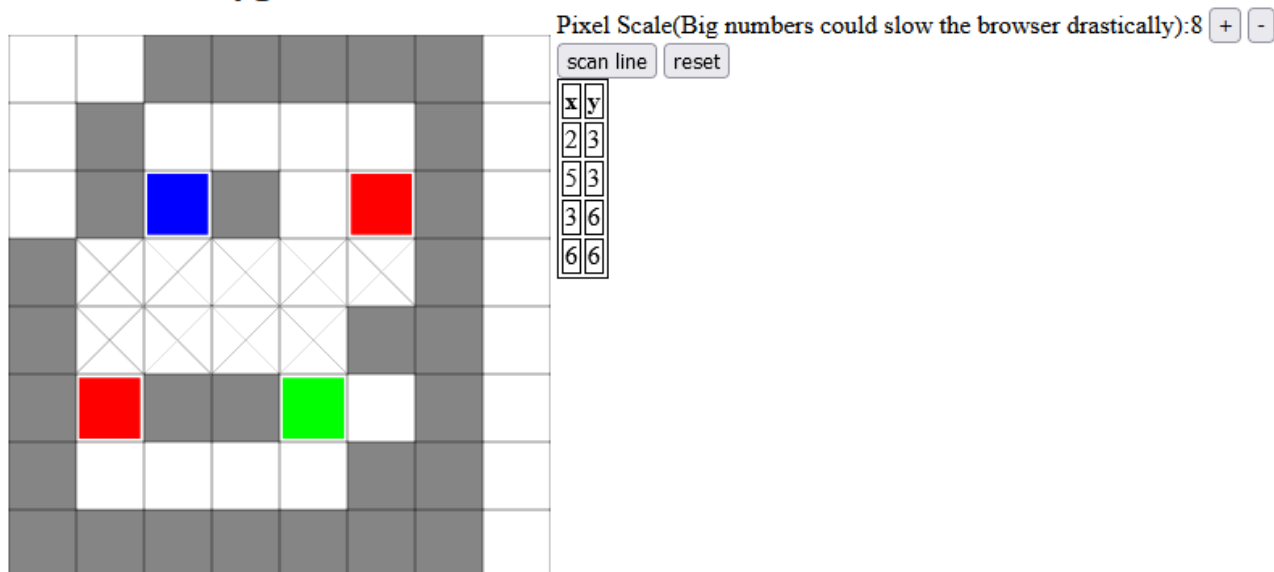 Pixel Scale(Big numbers could slow the browser drastically):8 + -
scan line reset
x y
2 3
5 3
3 6
6 6